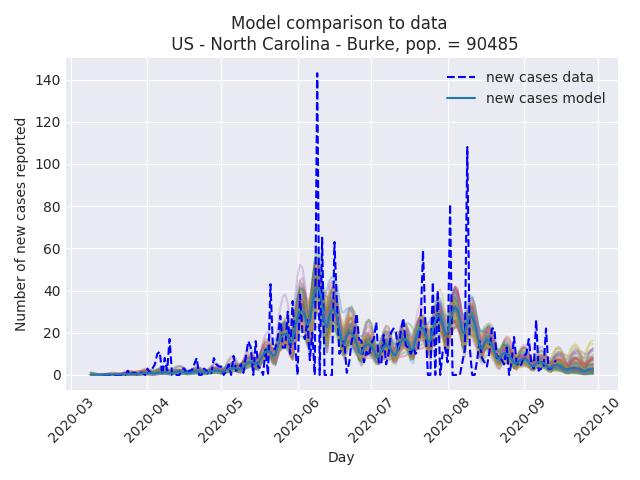 Model comparison to data
US - North Carolina - Burke, pop. = 90485
new cases data
new cases model
Number of new cases reported
140
120
100
80
60
40
20
0
2020-03
2020-04
2020-05
2020-06
2020-07
2020-08
2020-09
2020-10
Day